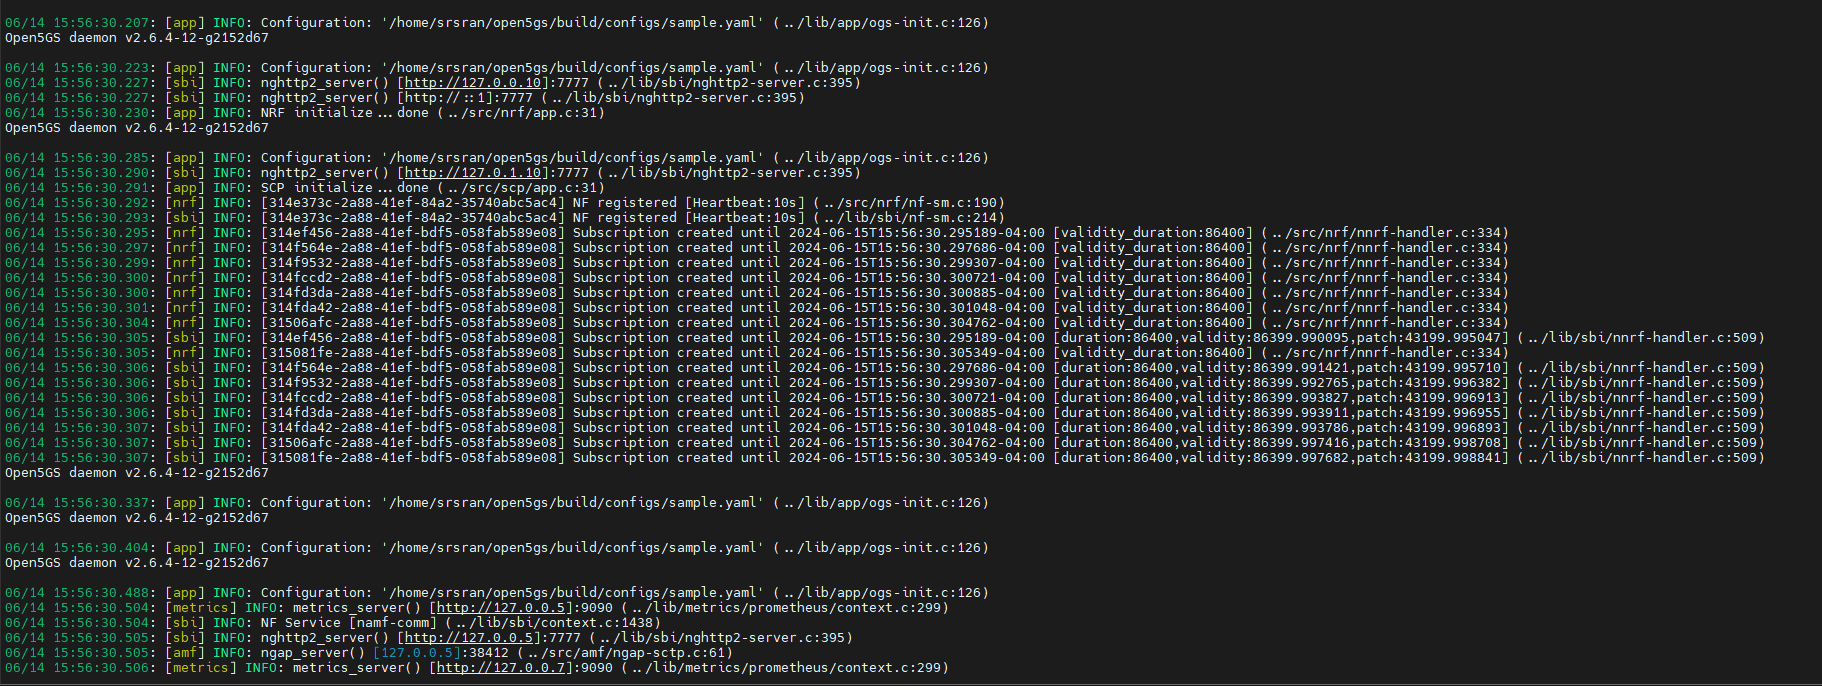 06/14 15:56:30.207: [app] INFO: Configuration: '/home/srsran/open5gs/build/configs/sample.yaml' (../lib/app/ogs-init.c:126)
Open5GS daemon v2.6.4-12-g2152d67
06/14 15:56:30.223: [app] INFO: Configuration: '/home/srsran/open5gs/build/configs/sample.yaml' (../lib/app/ogs-init.c:126)
06/14 15:56:30.227: [sbi] INFO: nghttp2_server() [http://127.0.0.10]:7777 (../lib/sbi/nghttp2-server.c:395)
06/14 15:56:30.227: [sbi] INFO: nghttp2_server() [http://::1]:7777 (../lib/sbi/nghttp2-server.c:395)
06/14 15:56:30.230: [app] INFO: NRF initialize...done (../src/nrf/app.c:31)
Open5GS daemon v2.6.4-12-g2152d67
06/14 15:56:30.285: [app] INFO: Configuration: '/home/srsran/open5gs/build/configs/sample.yaml' (../lib/app/ogs-init.c:126)
06/14 15:56:30.290: [sbi] INFO: nghttp2_server() [http://127.0.1.10]:7777 (../lib/sbi/nghttp2-server.c:395)
06/14 15:56:30.291: [app] INFO: SCP initialize...done (../src/scp/app.c:31)
06/14 15:56:30.292: [nrf] INFO: [314e373c-2a88-41ef-84a2-35740abc5ac4] NF registered [Heartbeat:10s] (../src/nrf/nf-sm.c:190)
06/14 15:56:30.293: [sbi] INFO: [314e373c-2a88-41ef-84a2-35740abc5ac4] NF registered [Heartbeat:10s] (../lib/sbi/nf-sm.c:214)
06/14 15:56:30.295: [nrf] INFO: [314ef456-2a88-41ef-bdf5-058fab589e08] Subscription created until 2024-06-15T15:56:30.295189-04:00 [validity_duration:86400] (../src/nrf/nnrf-handler.c:334)
06/14 15:56:30.297: [nrf] INFO: [314f564e-2a88-41ef-bdf5-058fab589e08] Subscription created until 2024-06-15T15:56:30.297686-04:00 [validity_duration:86400] (../src/nrf/nnrf-handler.c:334)
06/14 15:56:30.299: [nrf] INFO: [314f9532-2a88-41ef-bdf5-058fab589e08] Subscription created until 2024-06-15T15:56:30.299307-04:00 [validity_duration:86400] (../src/nrf/nnrf-handler.c:334)
06/14 15:56:30.300: [nrf] INFO: [314fccd2-2a88-41ef-bdf5-058fab589e08] Subscription created until 2024-06-15T15:56:30.300721-04:00 [validity_duration:86400] (../src/nrf/nnrf-handler.c:334)
06/14 15:56:30.300: [nrf] INFO: [314fd3da-2a88-41ef-bdf5-058fab589e08] Subscription created until 2024-06-15T15:56:30.300885-04:00 [validity_duration:86400] (../src/nrf/nnrf-handler.c:334)
06/14 15:56:30.301: [nrf] INFO: [314fda42-2a88-41ef-bdf5-058fab589e08] Subscription created until 2024-06-15T15:56:30.301048-04:00 [validity_duration:86400] (../src/nrf/nnrf-handler.c:334)
06/14 15:56:30.304: [nrf] INFO: [31506afc-2a88-41ef-bdf5-058fab589e08] Subscription created until 2024-06-15T15:56:30.304762-04:00 [validity_duration:86400] (../src/nrf/nnrf-handler.c:334)
06/14 15:56:30.305: [sbi] INFO: [314ef456-2a88-41ef-bdf5-058fab589e08] Subscription created until 2024-06-15T15:56:30.295189-04:00 [duration:86400,validity:86399.990095,patch:43199.995047] (../lib/sbi/nnrf-handler.c:509)
06/14 15:56:30.305: [nrf] INFO: [315081fe-2a88-41ef-bdf5-058fab589e08] Subscription created until 2024-06-15T15:56:30.305349-04:00 [validity_duration:86400] (../src/nrf/nnrf-handler.c:334)
06/14 15:56:30.306: [sbi] INFO: [314f564e-2a88-41ef-bdf5-058fab589e08] Subscription created until 2024-06-15T15:56:30.297686-04:00 [duration:86400,validity:86399.991421,patch:43199.995710] (../lib/sbi/nnrf-handler.c:509)
06/14 15:56:30.306: [sbi] INFO: [314f9532-2a88-41ef-bdf5-058fab589e08] Subscription created until 2024-06-15T15:56:30.299307-04:00 [duration:86400,validity:86399.992765,patch:43199.996382] (../lib/sbi/nnrf-handler.c:509)
06/14 15:56:30.306: [sbi] INFO: [314fccd2-2a88-41ef-bdf5-058fab589e08] Subscription created until 2024-06-15T15:56:30.300721-04:00 [duration:86400,validity:86399.993827,patch:43199.996913] (../lib/sbi/nnrf-handler.c:509)
06/14 15:56:30.306: [sbi] INFO: [314fd3da-2a88-41ef-bdf5-058fab589e08] Subscription created until 2024-06-15T15:56:30.300885-04:00 [duration:86400,validity:86399.993911,patch:43199.996955] (../lib/sbi/nnrf-handler.c:509)
06/14 15:56:30.307: [sbi] INFO: [314fda42-2a88-41ef-bdf5-058fab589e08] Subscription created until 2024-06-15T15:56:30.301048-04:00 [duration:86400,validity:86399.993786,patch:43199.996893] (../lib/sbi/nnrf-handler.c:509)
06/14 15:56:30.307: [sbi] INFO: [31506afc-2a88-41ef-bdf5-058fab589e08] Subscription created until 2024-06-15T15:56:30.304762-04:00 [duration:86400,validity:86399.997416,patch:43199.998708] (../lib/sbi/nnrf-handler.c:509)
06/14 15:56:30.307: [sbi] INFO: [315081fe-2a88-41ef-bdf5-058fab589e08] Subscription created until 2024-06-15T15:56:30.305349-04:00 [duration:86400,validity:86399.997682,patch:43199.998841] (../lib/sbi/nnrf-handler.c:509)
Open5GS daemon v2.6.4-12-g2152d67
06/14 15:56:30.337: [app] INFO: Configuration: '/home/srsran/open5gs/build/configs/sample.yaml' (../lib/app/ogs-init.c:126)
Open5GS daemon v2.6.4-12-g2152d67
06/14 15:56:30.404: [app] INFO: Configuration: '/home/srsran/open5gs/build/configs/sample.yaml' (../lib/app/ogs-init.c:126)
Open5GS daemon v2.6.4-12-g2152d67
06/14 15:56:30.488: [app] INFO: Configuration: '/home/srsran/open5gs/build/configs/sample.yaml' (../lib/app/ogs-init.c:126)
06/14 15:56:30.504: [metrics] INFO: metrics_server() [http://127.0.0.5]:9090 (../lib/metrics/prometheus/context.c:299)
06/14 15:56:30.504: [sbi] INFO: NF Service [namf-comm] (../lib/sbi/context.c:1438)
06/14 15:56:30.505: [sbi] INFO: nghttp2_server() [http://127.0.0.5]:7777 (../lib/sbi/nghttp2-server.c:395)
06/14 15:56:30.505: [amf] INFO: ngap_server() [127.0.0.5]:38412 (../src/amf/ngap-sctp.c:61)
06/14 15:56:30.506: [metrics] INFO: metrics_server() [http://127.0.0.7]:9090 (../lib/metrics/prometheus/context.c:299)